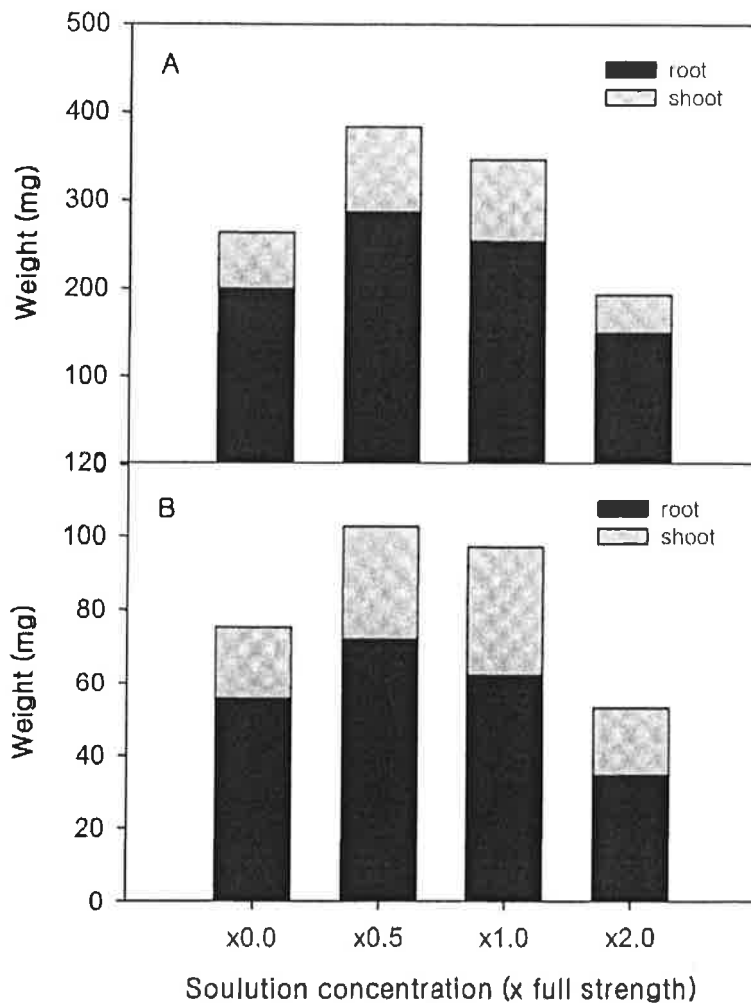 500
A
root
shoot
400
300
200
100
120
0
Weight (mg)
B
root
shoot
100
80
60
40
20
0
Weight (mg)
x0.0 x0.5 x1.0 x2.0
Soulution concentration (x full strength)